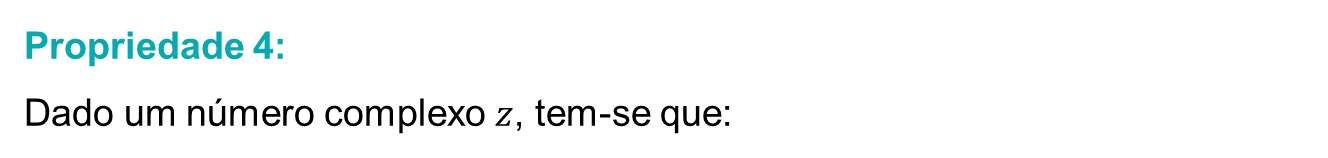 Propriedade 4:
Dado um número complexo z, tem-se que: